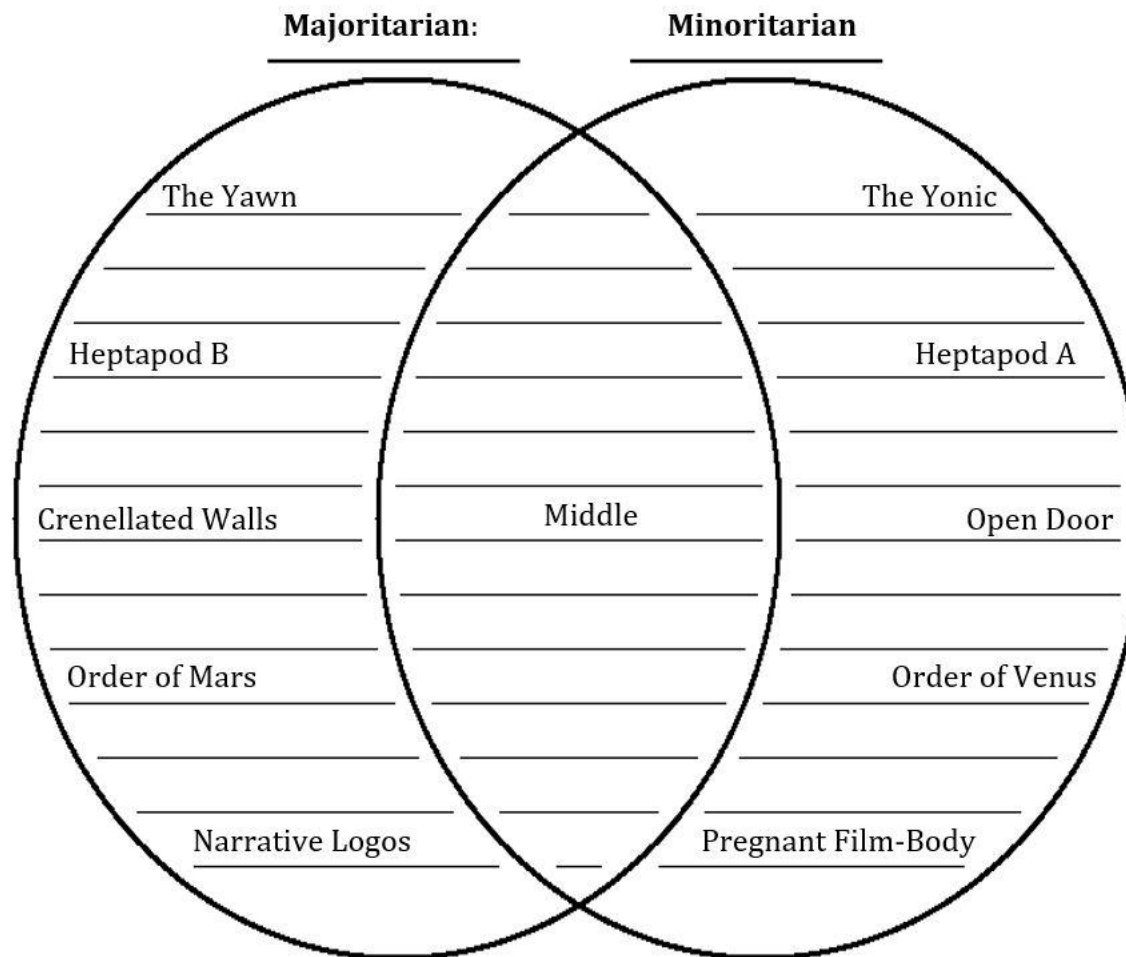 Majoritarian: Minoritarian
The Yawn The Yonic
Heptapod B Heptapod A
Crenellated Walls Middle Open Door
Order of Mars Order of Venus
Narrative Logos Pregnant Film-Body